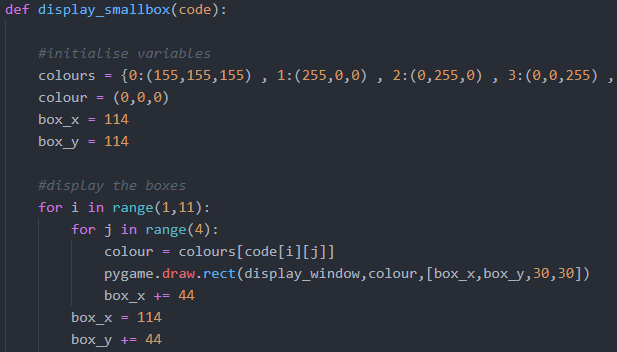 def display_smallbox(code):
#initialise variables
colours = {0:(155,155,155) , 1:(255,0,0) , 2:(0,255,0) , 3:(0,0,255) ,
colour = (0,0,0)
box_x = 114
box_y = 114
#display the boxes
for i in range(1,11):
for j in range(4):
colour = colours[code[i][j]]
pygame.draw.rect(display_window,colour,[box_x,box_y,30,30])
box_x += 44
box_x = 114
box_y += 44